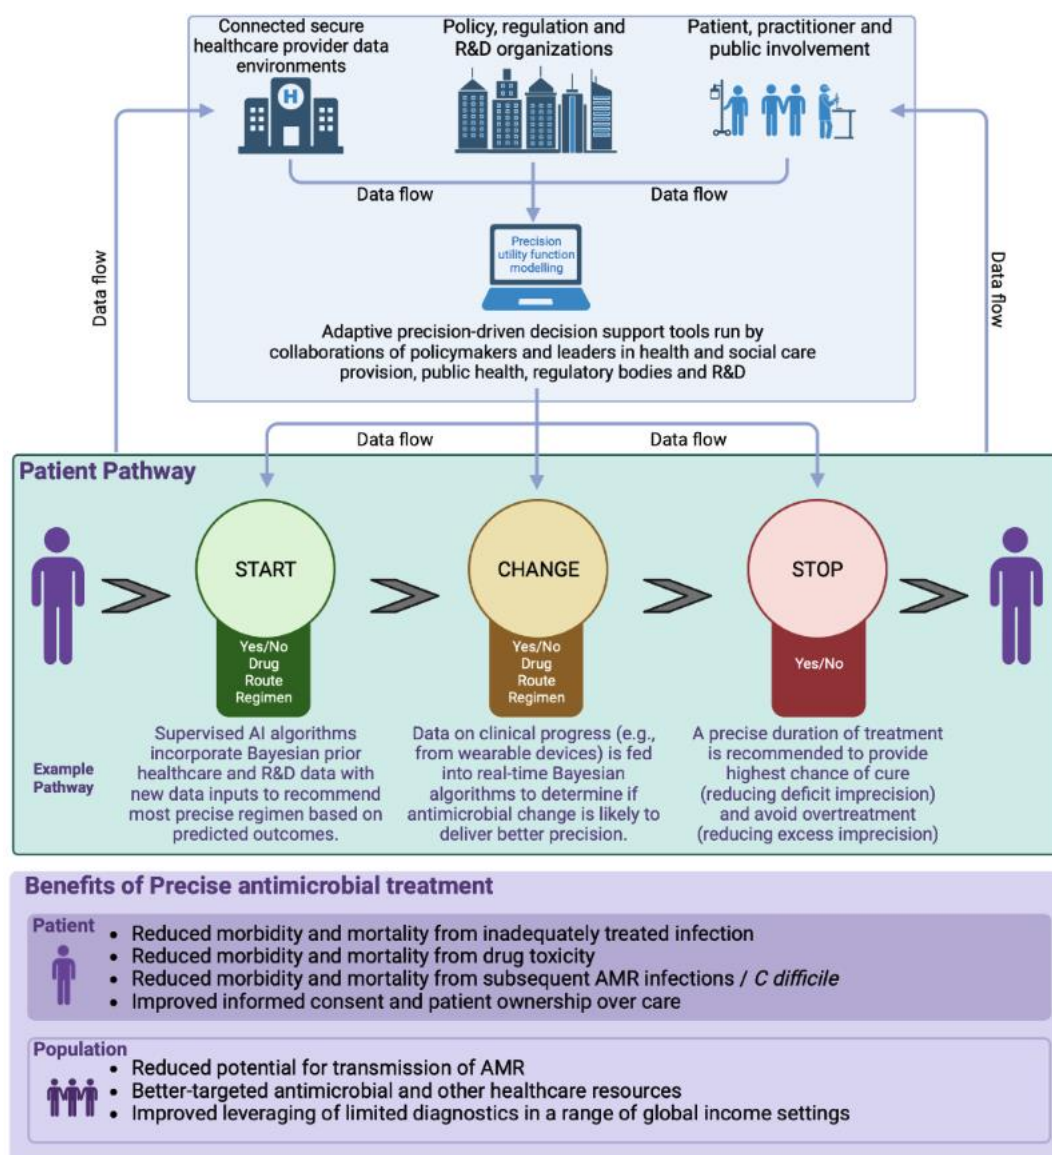 Connected secure
healthcare provider data
environments
Policy, regulation and
R&D organizations
Patient, practitioner and
public involvement
H
Data flow
Data flow
Precision
utility function
modelling
Data flow
Data flow
Adaptive precision-driven decision support tools run by
collaborations of policymakers and leaders in health and social care
provision, public health, regulatory bodies and R&D
Data flow
Data flow
Patient Pathway
START
CHANGE
STOP
Yes/No
Drug
Route
Regimen
Yes/No
Drug
Route
Regimen
Yes/No
Example
Pathway
Supervised AI algorithms
incorporate Bayesian prior
healthcare and R&D data with
new data inputs to recommend
most precise regimen based on
predicted outcomes.
Data on clinical progress (e.g.,
from wearable devices) is fed
into real-time Bayesian
algorithms to determine if
antimicrobial change is likely to
deliver better precision.
A precise duration of treatment
is recommended to provide
highest chance of cure
(reducing deficit imprecision)
and avoid overtreatment
(reducing excess imprecision)
Benefits of Precise antimicrobial treatment
Patient
• Reduced morbidity and mortality from inadequately treated infection
• Reduced morbidity and mortality from drug toxicity
• Reduced morbidity and mortality from subsequent AMR infections / C difficile
• Improved informed consent and patient ownership over care
Population
• Reduced potential for transmission of AMR
• Better-targeted antimicrobial and other healthcare resources
• Improved leveraging of limited diagnostics in a range of global income settings